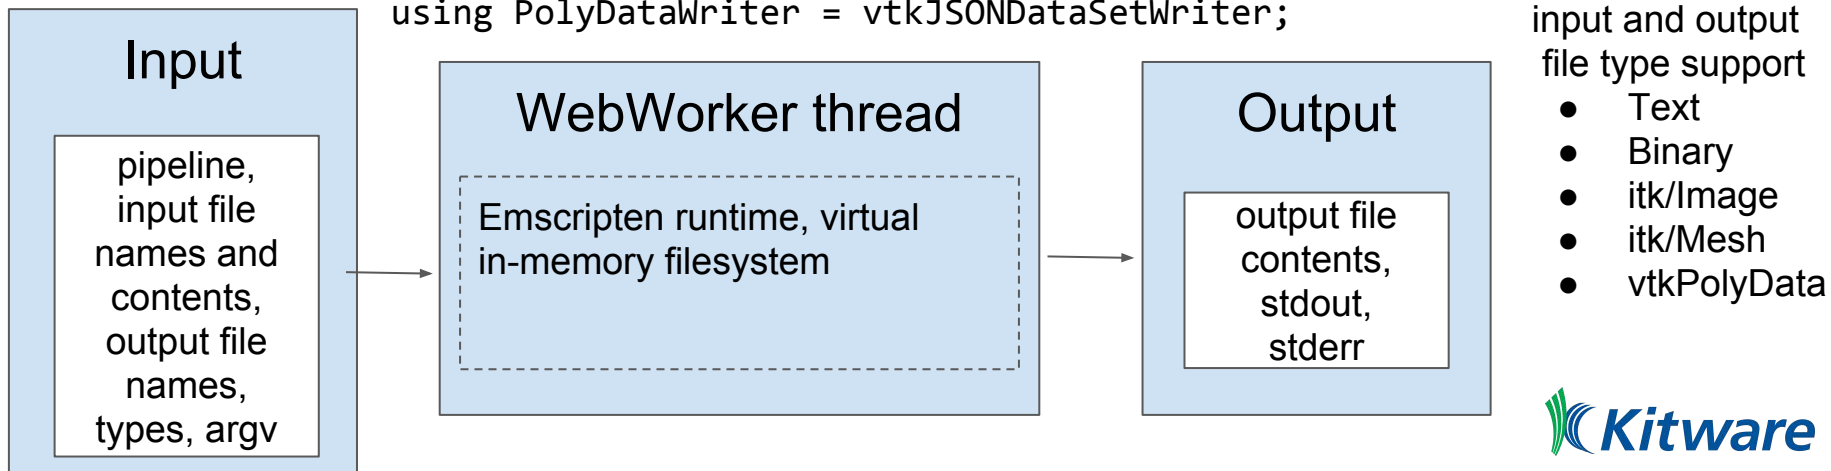 using PolyDataWriter = vtkJSONDataSetWriter;
Input
pipeline,
input file
names and
contents,
output file
names,
types, argv
WebWorker thread
Emscripten runtime, virtual
in-memory filesystem
Output
output file
contents,
stdout,
stderr
input and output
file type support
● Text
● Binary
● itk/Image
● itk/Mesh
● vtkPolyData
Kitware